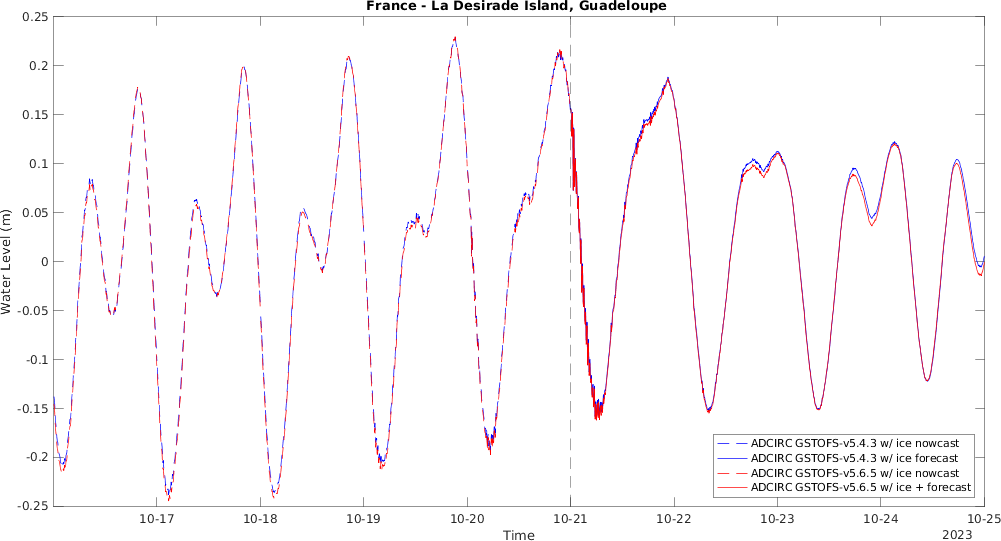 France - La Desirade Island, Guadeloupe
0.25
0.2
0.15
0.1
0.05
0
-0.05
-0.1
-0.15
-0.2
-0.25
Water Level (m)
ADCIRC GSTOFS-v5.4.3 w/ ice nowcast
ADCIRC GSTOFS-v5.4.3 w/ ice forecast
ADCIRC GSTOFS-v5.6.5 w/ ice nowcast
ADCIRC GSTOFS-v5.6.5 w/ ice + forecast
10-17 10-18 10-19 10-20 10-21 10-22 10-23 10-24 10-25
Time
2023